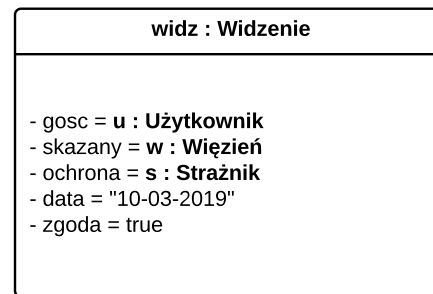 widz : Widzenie
- gosc = u : Użytkownik
- skazany = w : Więzień
- ochrona = s : Strażnik
- data = "10-03-2019"
- zgoda = true